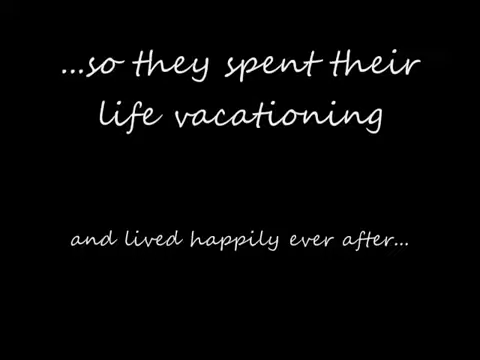 ...so they spent their
life vacationing
and lived happily ever after...